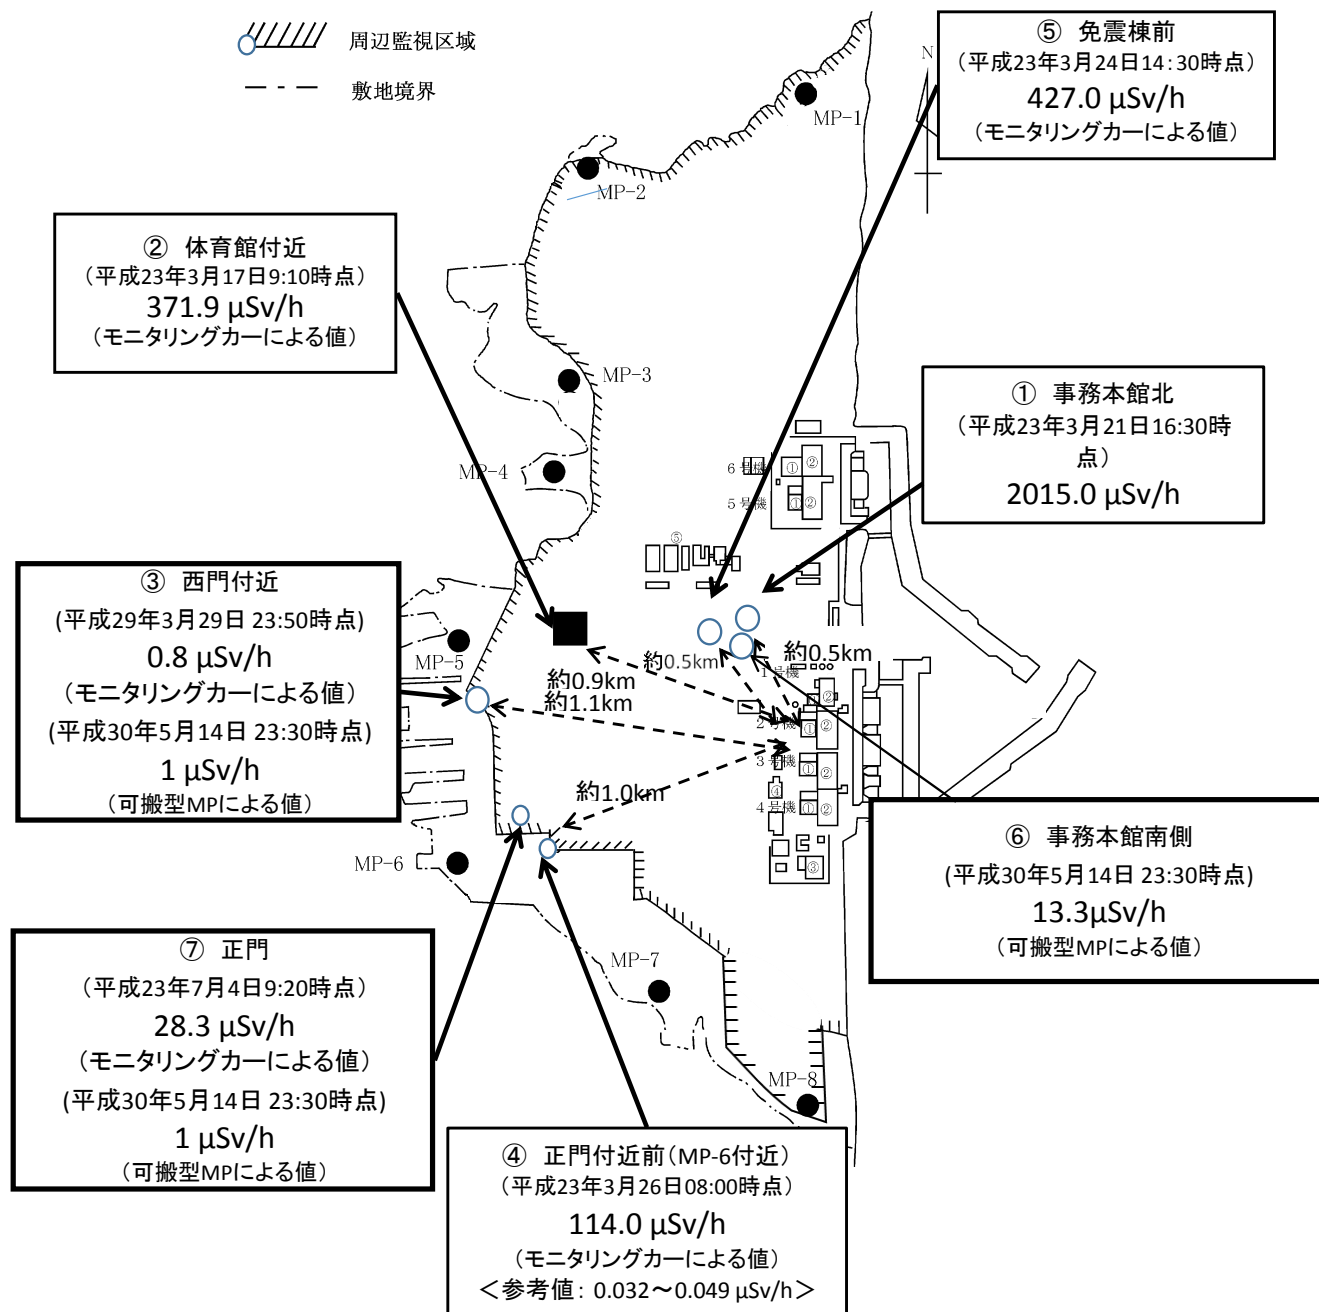 周辺監視区域
敷地境界
⑤ 免震棟前
(平成23年3月24日14:30時点)
427.0 µSv/h
(モニタリングカーによる値)
N
MP-1
MP-2
② 体育館付近
(平成23年3月17日9:10時点)
371.9 µSv/h
(モニタリングカーによる値)
MP-3
① 事務本館北
(平成23年3月21日16:30時
点)
2015.0 µSv/h
MP-4
6号機
①
②
5号機
①
②
⑤
③ 西門付近
(平成29年3月29日 23:50時点)
0.8 µSv/h
(モニタリングカーによる値)
(平成30年5月14日 23:30時点)
1 µSv/h
(可搬型MPによる値)
MP-5
約0.5km
約0.5km
約0.9km
約1.1km
1号機
②
2号機
①
②
3号機
①
②
④
4号機
①
②
③
約1.0km
MP-6
⑥ 事務本館南側
(平成30年5月14日 23:30時点)
13.3µSv/h
(可搬型MPによる値)
⑦ 正門
(平成23年7月4日9:20時点)
28.3 µSv/h
(モニタリングカーによる値)
(平成30年5月14日 23:30時点)
1 µSv/h
(可搬型MPによる値)
MP-7
MP-8
④ 正門付近前(MP-6付近)
(平成23年3月26日08:00時点)
114.0 µSv/h
(モニタリングカーによる値)
<参考値: 0.032~0.049 µSv/h>